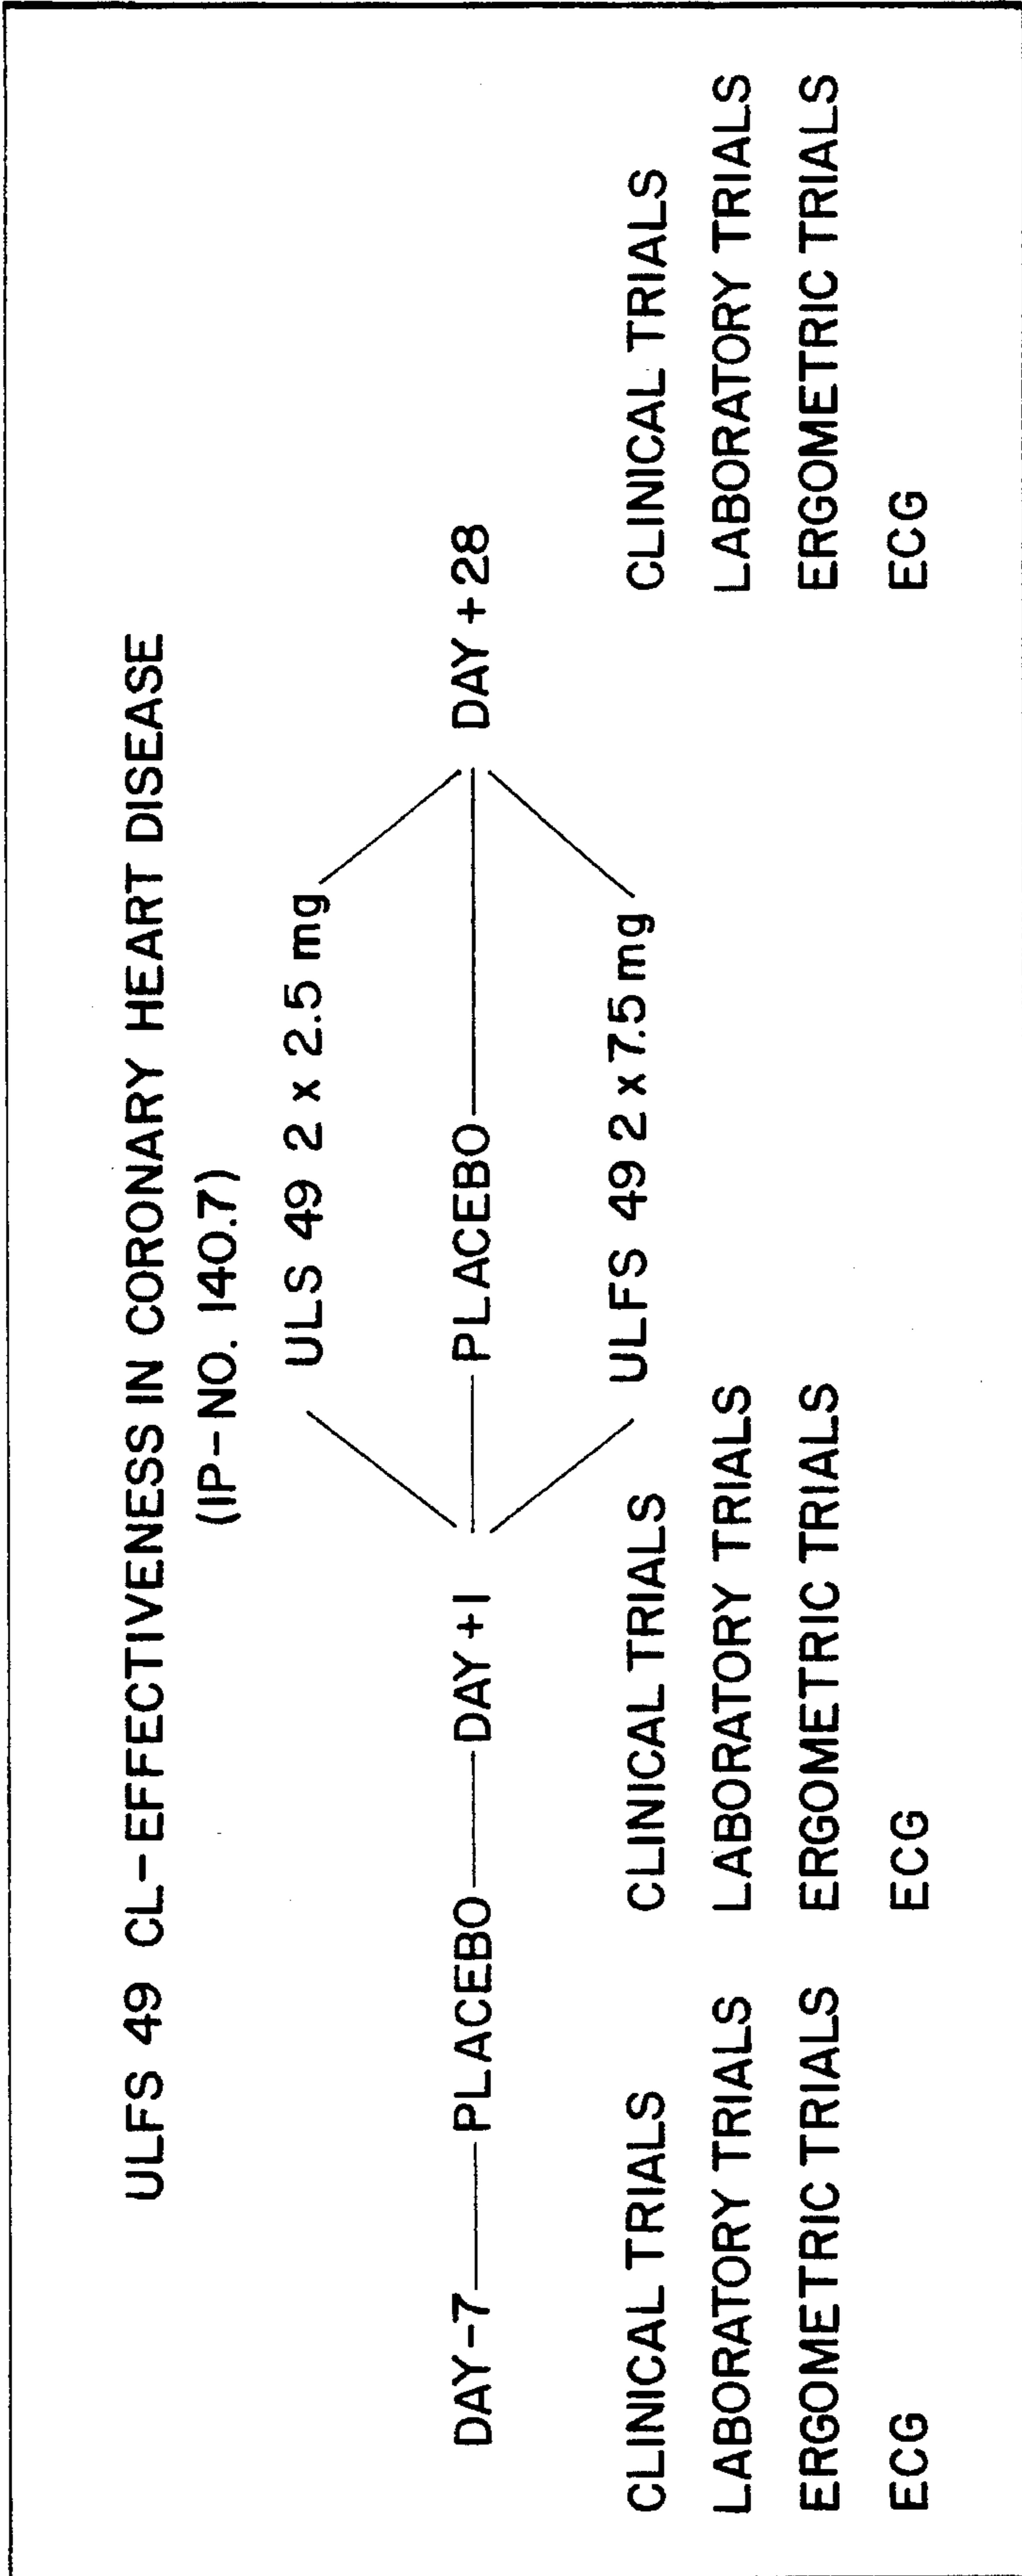 ULFS 49 CL-EFFECTIVENESS IN CORONARY HEART DISEASE
(IP-NO. 140.7)
ULS 49 2 x 2.5 mg
DAY-7 PLACEBO DAY +1 PLACEBO DAY +28
ULFS 49 2 x 7.5 mg
CLINICAL TRIALS CLINICAL TRIALS CLINICAL TRIALS
LABORATORY TRIALS LABORATORY TRIALS LABORATORY TRIALS
ERGOMETRIC TRIALS ERGOMETRIC TRIALS ERGOMETRIC TRIALS
ECG ECG ECG